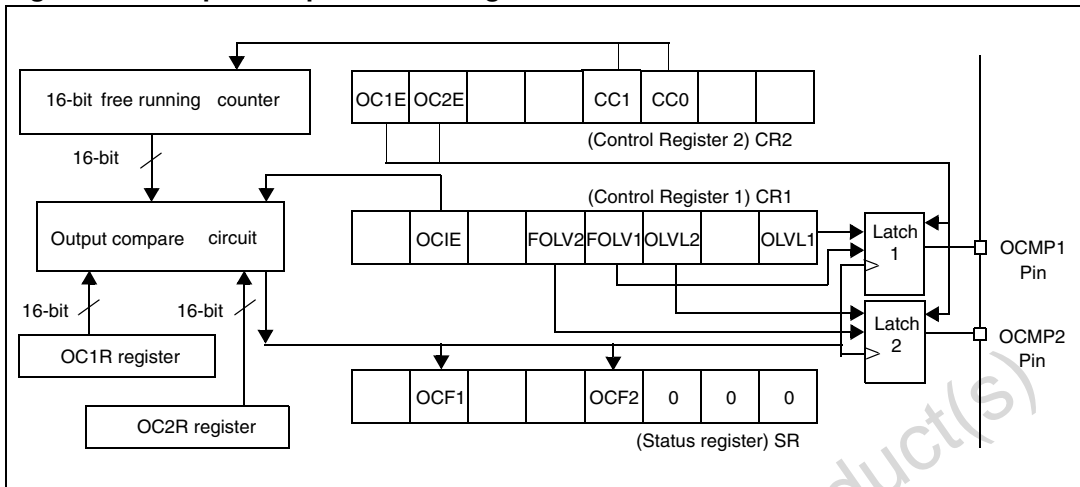 16-bit free running counter
OC1E OC2E CC1 CC0
(Control Register 2) CR2
16-bit
(Control Register 1) CR1
Output compare circuit
OCIE FOLV2 FOLV1 OLVL2 OLVL1
Latch
1
OCMP1
Pin
16-bit
16-bit
Latch
2
OCMP2
Pin
OC1R register
OCF1 OCF2 0 0 0
OC2R register
(Status register) SR
duct(s)